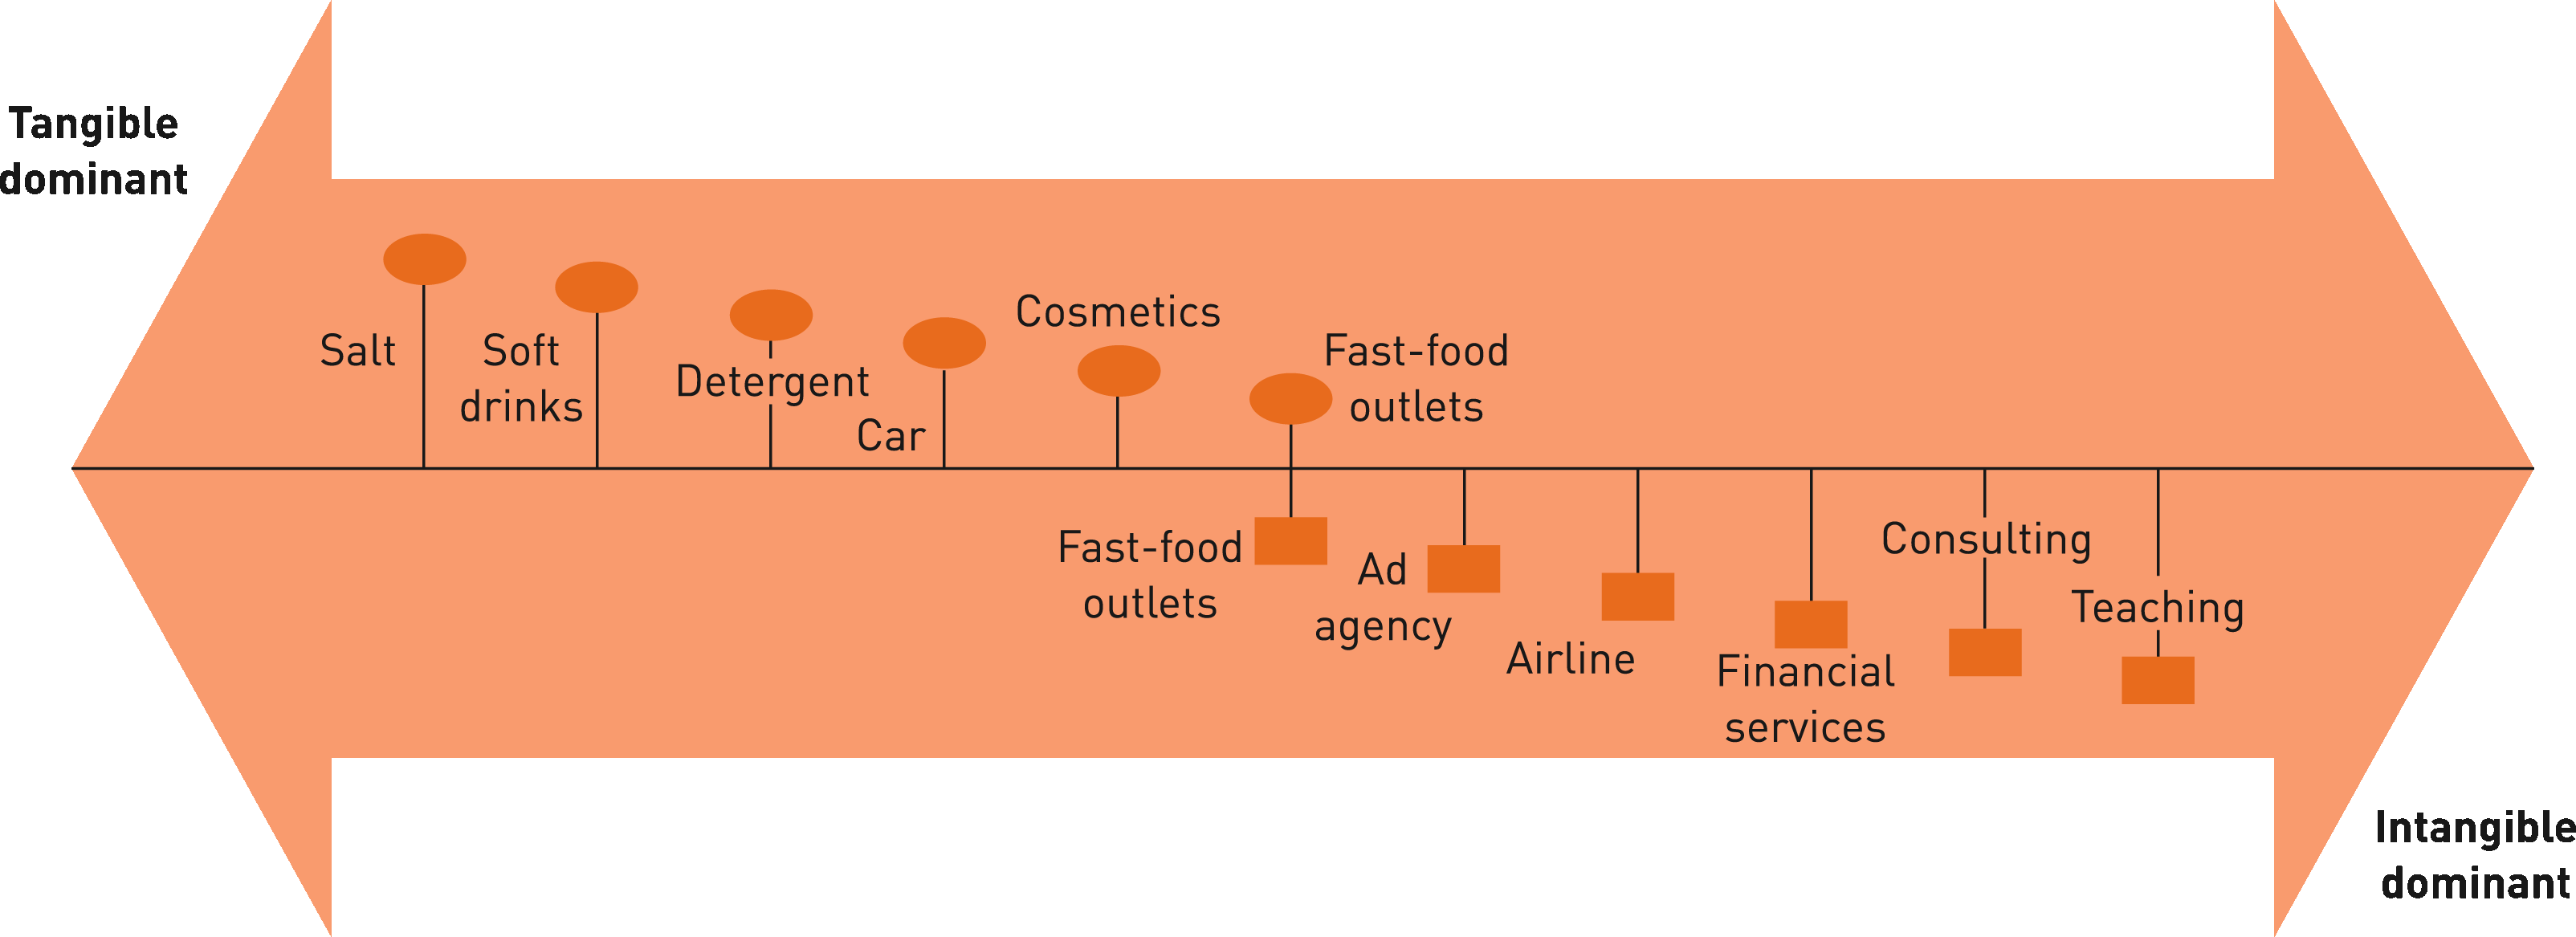 Tangible
dominant
Salt
Soft
drinks
Detergent
Car
Cosmetics
Fast-food
outlets
Fast-food
outlets
Ad
agency
Airline
Financial
services
Consulting
Teaching
Intangible
dominant